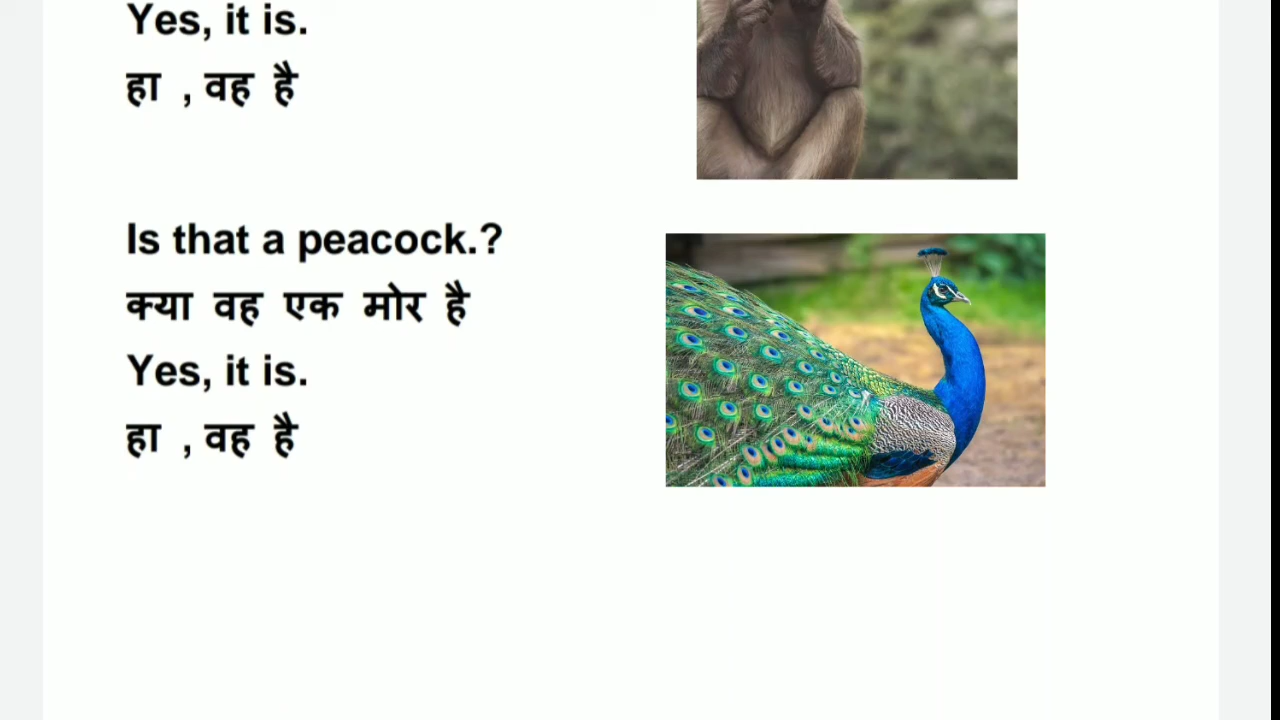 Yes, it is.
हा , वह है
Is that a peacock.?
क्या वह एक मोर है
Yes, it is.
हा , वह है